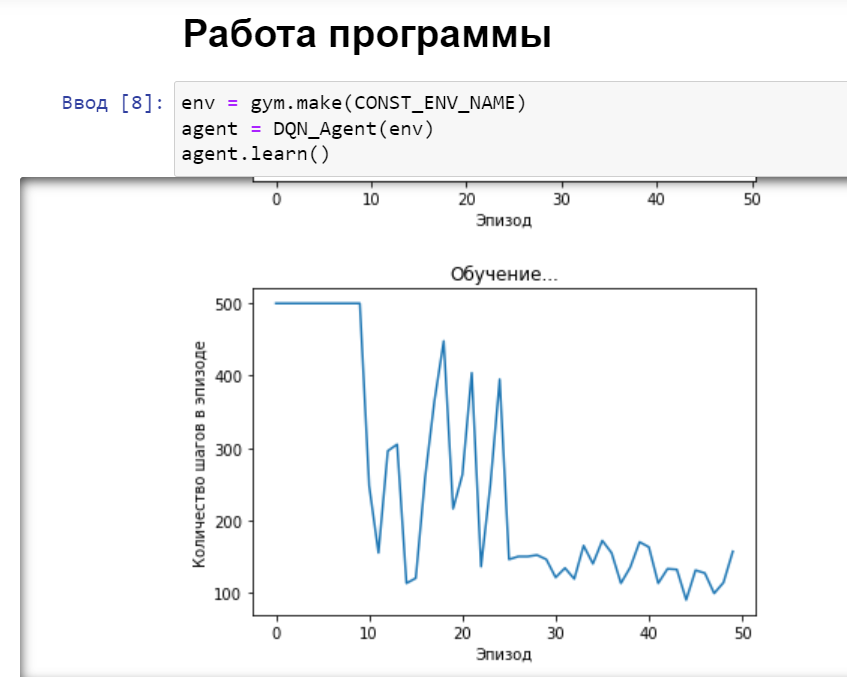 Работа программы
Ввод [8]: env = gym.make(CONST_ENV_NAME)
agent = DQN_Agent(env)
agent.learn()
0 10 20 30 40 50
Эпизод
Обучение...
500
400
300
200
100
Количество шагов в эпизоде
0 10 20 30 40 50
Эпизод